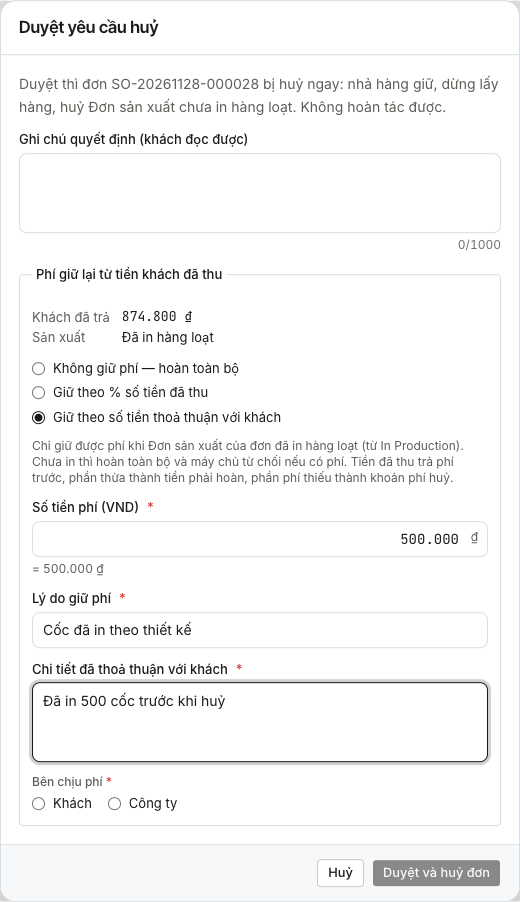 Duyệt yêu cầu huỷ
Duyệt thì đơn SO-20261128-000028 bị huỷ ngay: nhả hàng giữ, dừng lấy
hàng, huỷ Đơn sản xuất chưa in hàng loạt. Không hoàn tác được.
Ghi chú quyết định (khách đọc được)
0/1000
Phí giữ lại từ tiền khách đã thu
Khách đã trả 874.800 ₫
Sản xuất Đã in hàng loạt
Không giữ phí — hoàn toàn bộ
Giữ theo % số tiền đã thu
Giữ theo số tiền thoả thuận với khách
Chỉ giữ được phí khi Đơn sản xuất của đơn đã in hàng loạt (từ In Production).
Chưa in thì hoàn toàn bộ và máy chủ từ chối nếu có phí. Tiền đã thu trả phí
trước, phần thừa thành tiền phải hoàn, phần phí thiếu thành khoản phí huỷ.
Số tiền phí (VND) *
500.000 ₫
= 500.000 ₫
Lý do giữ phí *
Cốc đã in theo thiết kế
Chi tiết đã thoả thuận với khách *
Đã in 500 cốc trước khi huỷ
Bên chịu phí *
Khách Công ty
Huỷ Duyệt và huỷ đơn